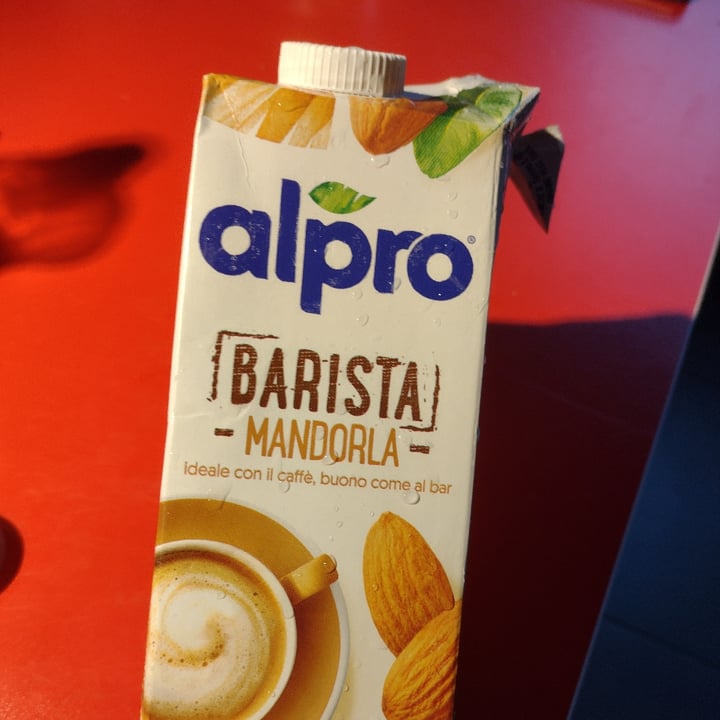 alpro®
BARISTA
MANDORLA
ideale con il caffè, buono come al bar